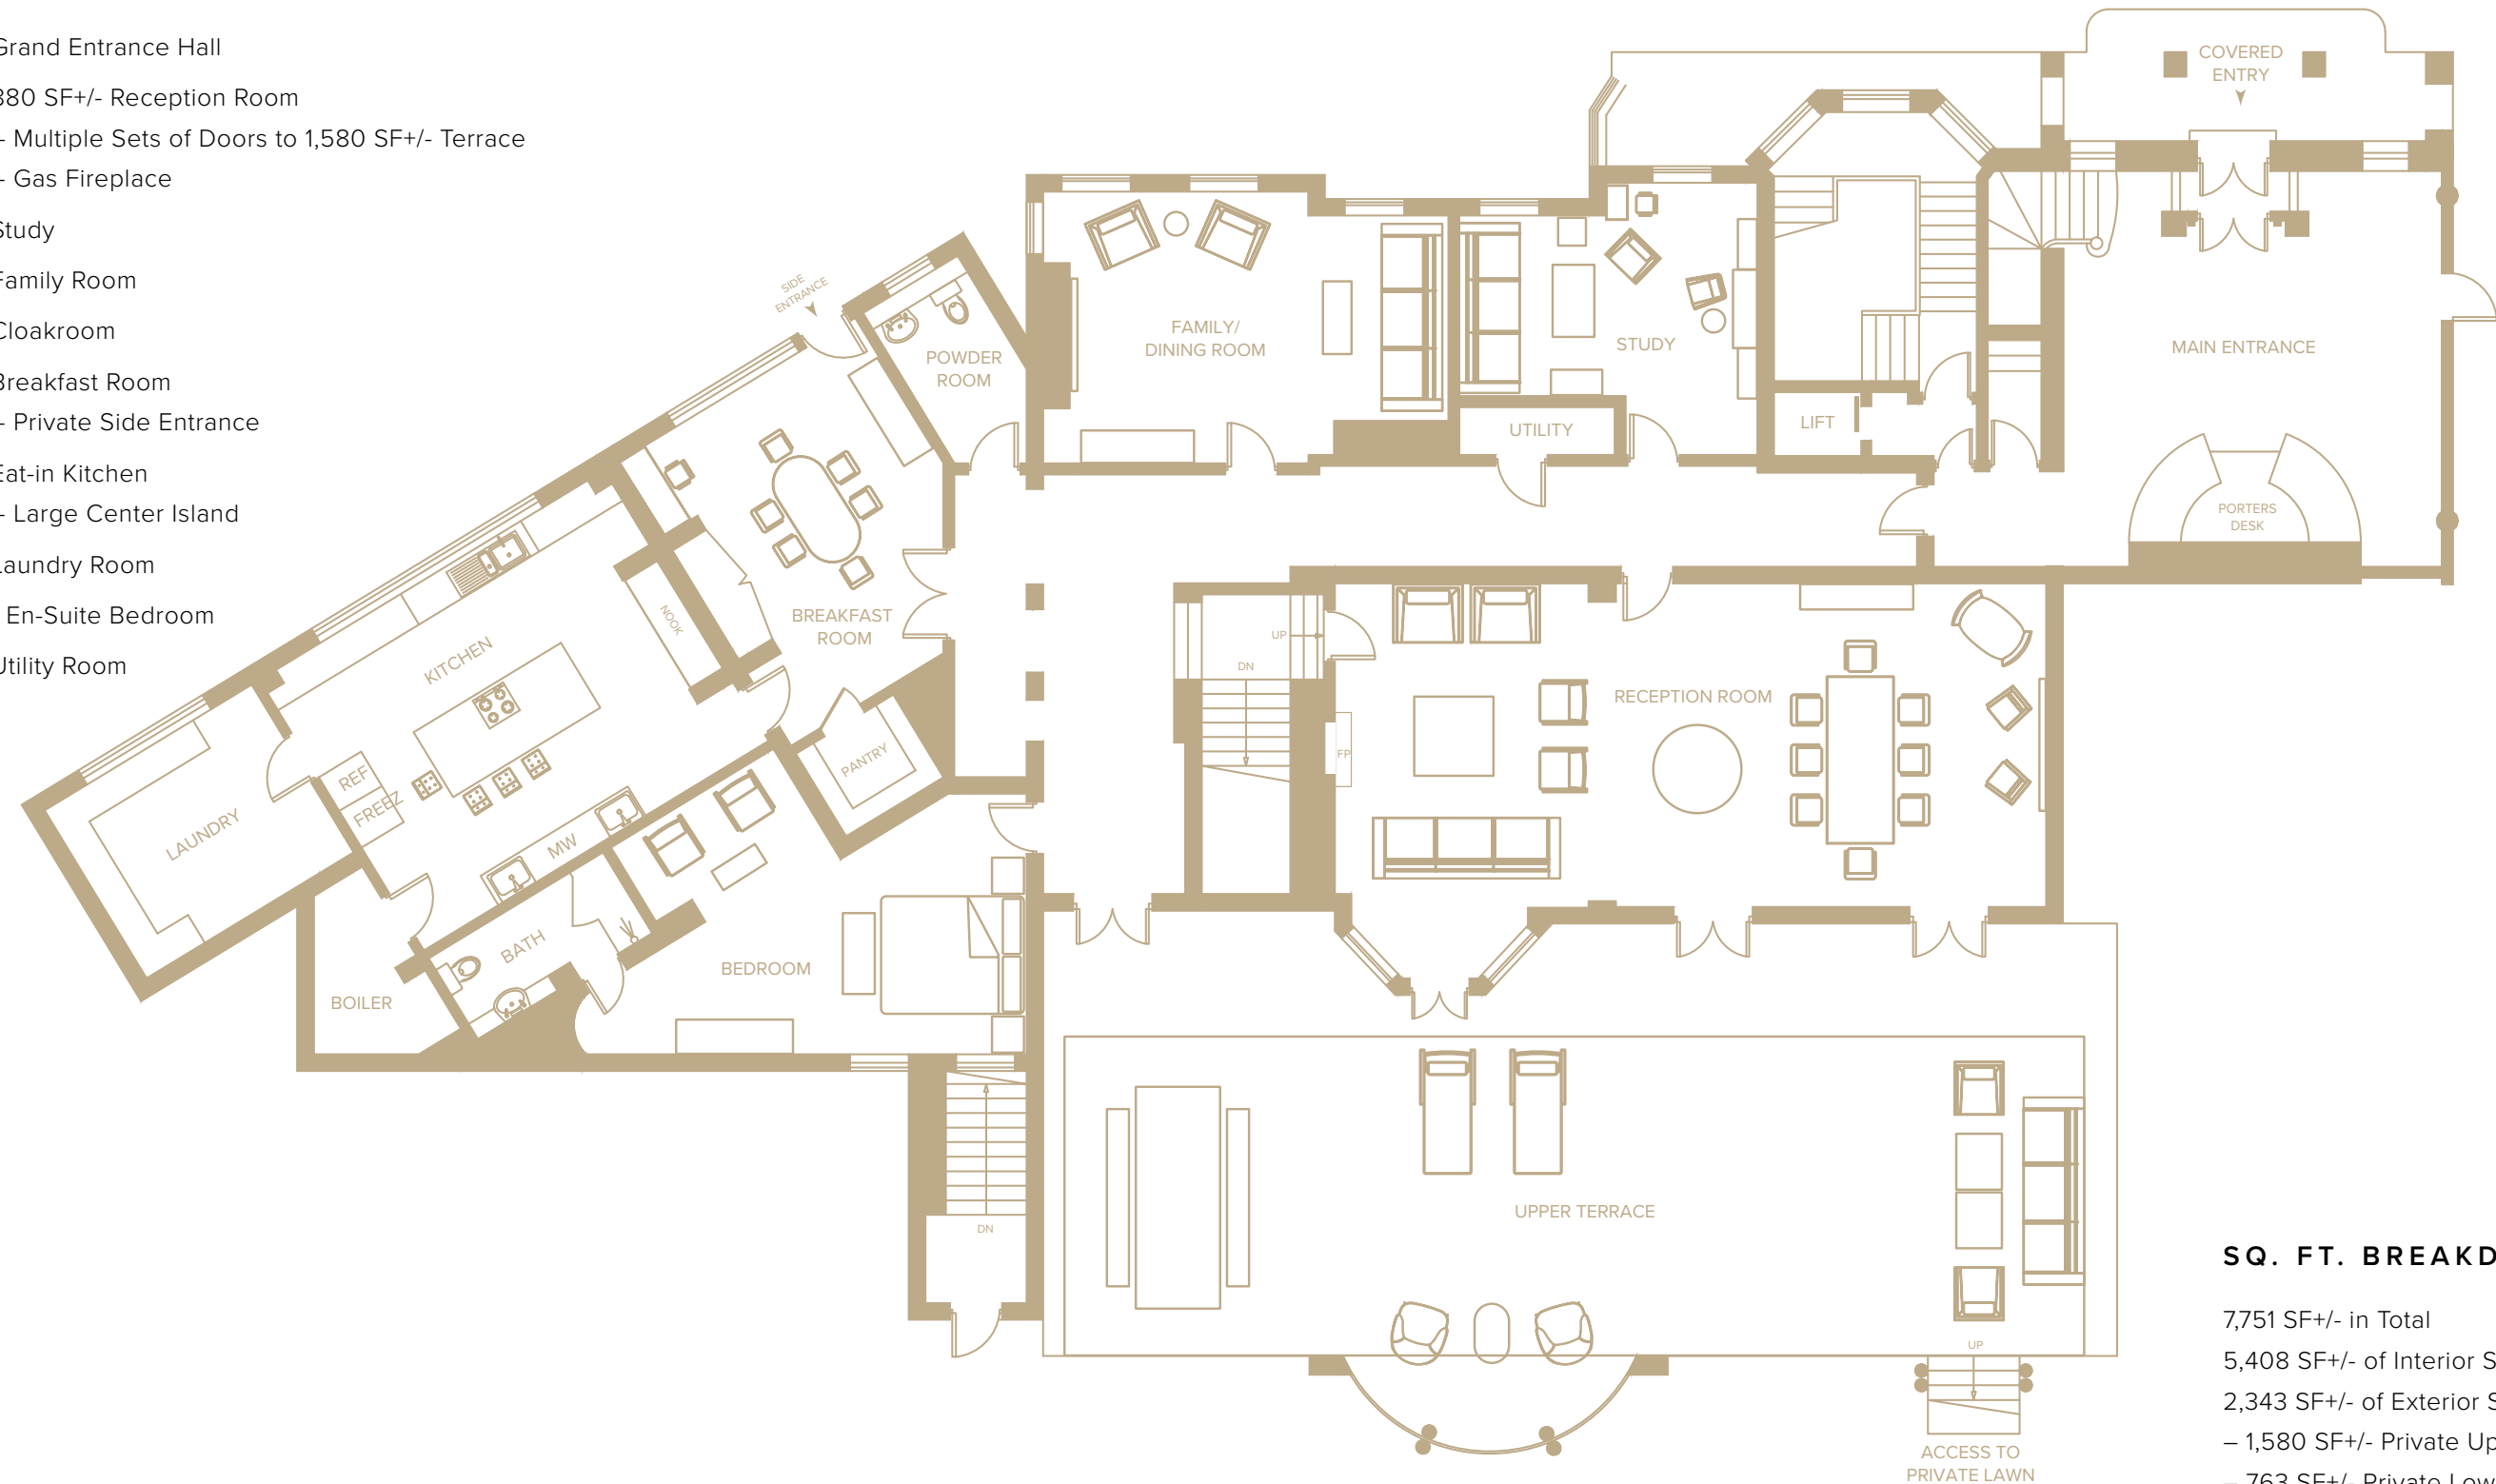 Grand Entrance Hall
880 SF+/- Reception Room
– Multiple Sets of Doors to 1,580 SF+/- Terrace
– Gas Fireplace
Study
Family Room
Cloakroom
Breakfast Room
– Private Side Entrance
Eat-in Kitchen
– Large Center Island
Laundry Room
En-Suite Bedroom
Utility Room
COVERED
ENTRY
SIDE
ENTRANCE
POWDER
ROOM
FAMILY/
DINING ROOM
STUDY
UTILITY
LIFT
MAIN ENTRANCE
PORTERS
DESK
NOOK
BREAKFAST
ROOM
KITCHEN
PANTRY
REF
FREEZ
LAUNDRY
MW
BATH
BOILER
BEDROOM
UP
DN
FP
RECEPTION ROOM
DN
UPPER TERRACE
UP
ACCESS TO
PRIVATE LAWN
SQ. FT. BREAKD
7,751 SF+/- in Total
5,408 SF+/- of Interior S
2,343 SF+/- of Exterior S
– 1,580 SF+/- Private Up
– 763 SF+/- Private Low